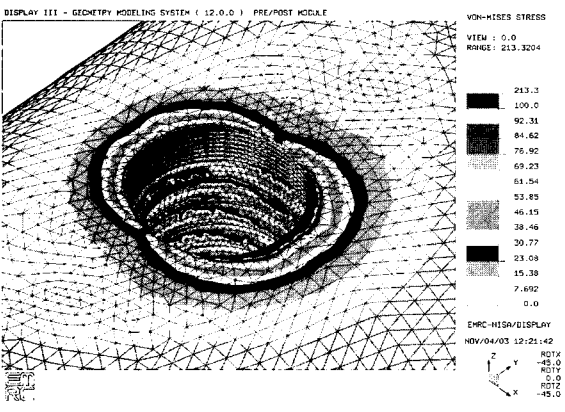 DISPLAY III - GEOMETRY MODELING SYSTEM ( 12.0.0 ) PRE/POST MODULE
VON-MISES STRESS
VIEW : 0.0
RANGE: 213.3204
213.3
100.0
92.31
84.62
76.92
69.23
61.54
53.85
46.15
38.46
30.77
23.08
15.38
7.692
0.0
EMRC-NISA/DISPLAY
NOV/04/03 12:21:42
Z
Y
X
ROTX
-45.0
ROTY
0.0
ROTZ
-45.0